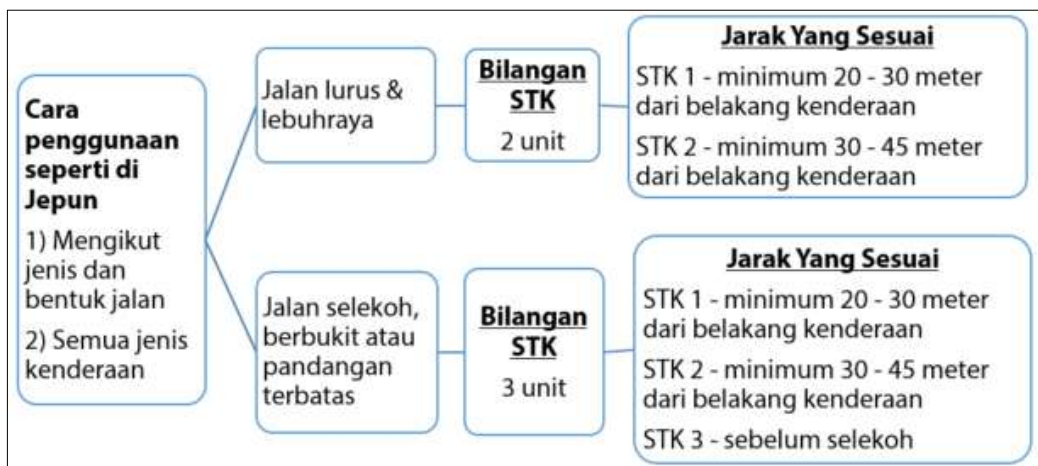 Cara
penggunaan
seperti di
Jepun
1) Mengikut
jenis dan
bentuk jalan
2) Semua jenis
kenderaan
Jalan lurus &
lebuhraya
Bilangan
STK
2 unit
Jarak Yang Sesuai
STK 1 - minimum 20 - 30 meter
dari belakang kenderaan
STK 2 - minimum 30 - 45 meter
dari belakang kenderaan
Jalan selekoh,
berbukit atau
pandangan
terbatas
Bilangan
STK
3 unit
Jarak Yang Sesuai
STK 1 - minimum 20 - 30 meter
dari belakang kenderaan
STK 2 - minimum 30 - 45 meter
dari belakang kenderaan
STK 3 - sebelum selekoh